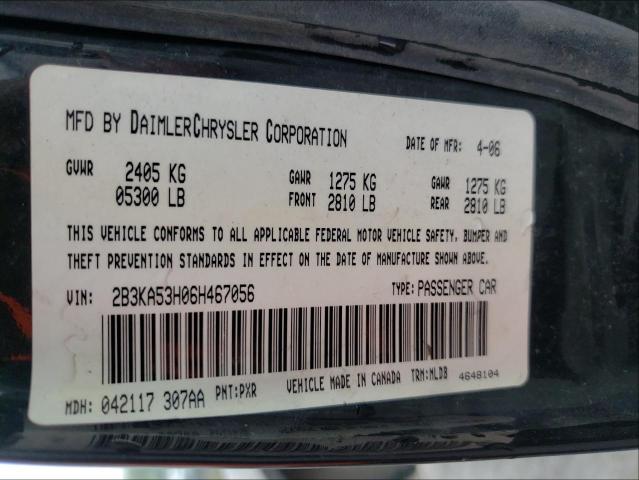 MFD BY DAIMLERCHRYSLER CORPORATION DATE OF MFR: 4-06
GVWR 2405 KG GAWR 1275 KG GAWR 1275 KG
05300 LB FRONT 2810 LB REAR 2810 LB
THIS VEHICLE CONFORMS TO ALL APPLICABLE FEDERAL MOTOR VEHICLE SAFETY, BUMPER AND
THEFT PREVENTION STANDARDS IN EFFECT ON THE DATE OF MANUFACTURE SHOWN ABOVE.
VIN: 2B3KA53H06H467056 TYPE: PASSENGER CAR
MDH: 042117 307AA PNT:PXR VEHICLE MADE IN CANADA TRM:MLD8 4648104